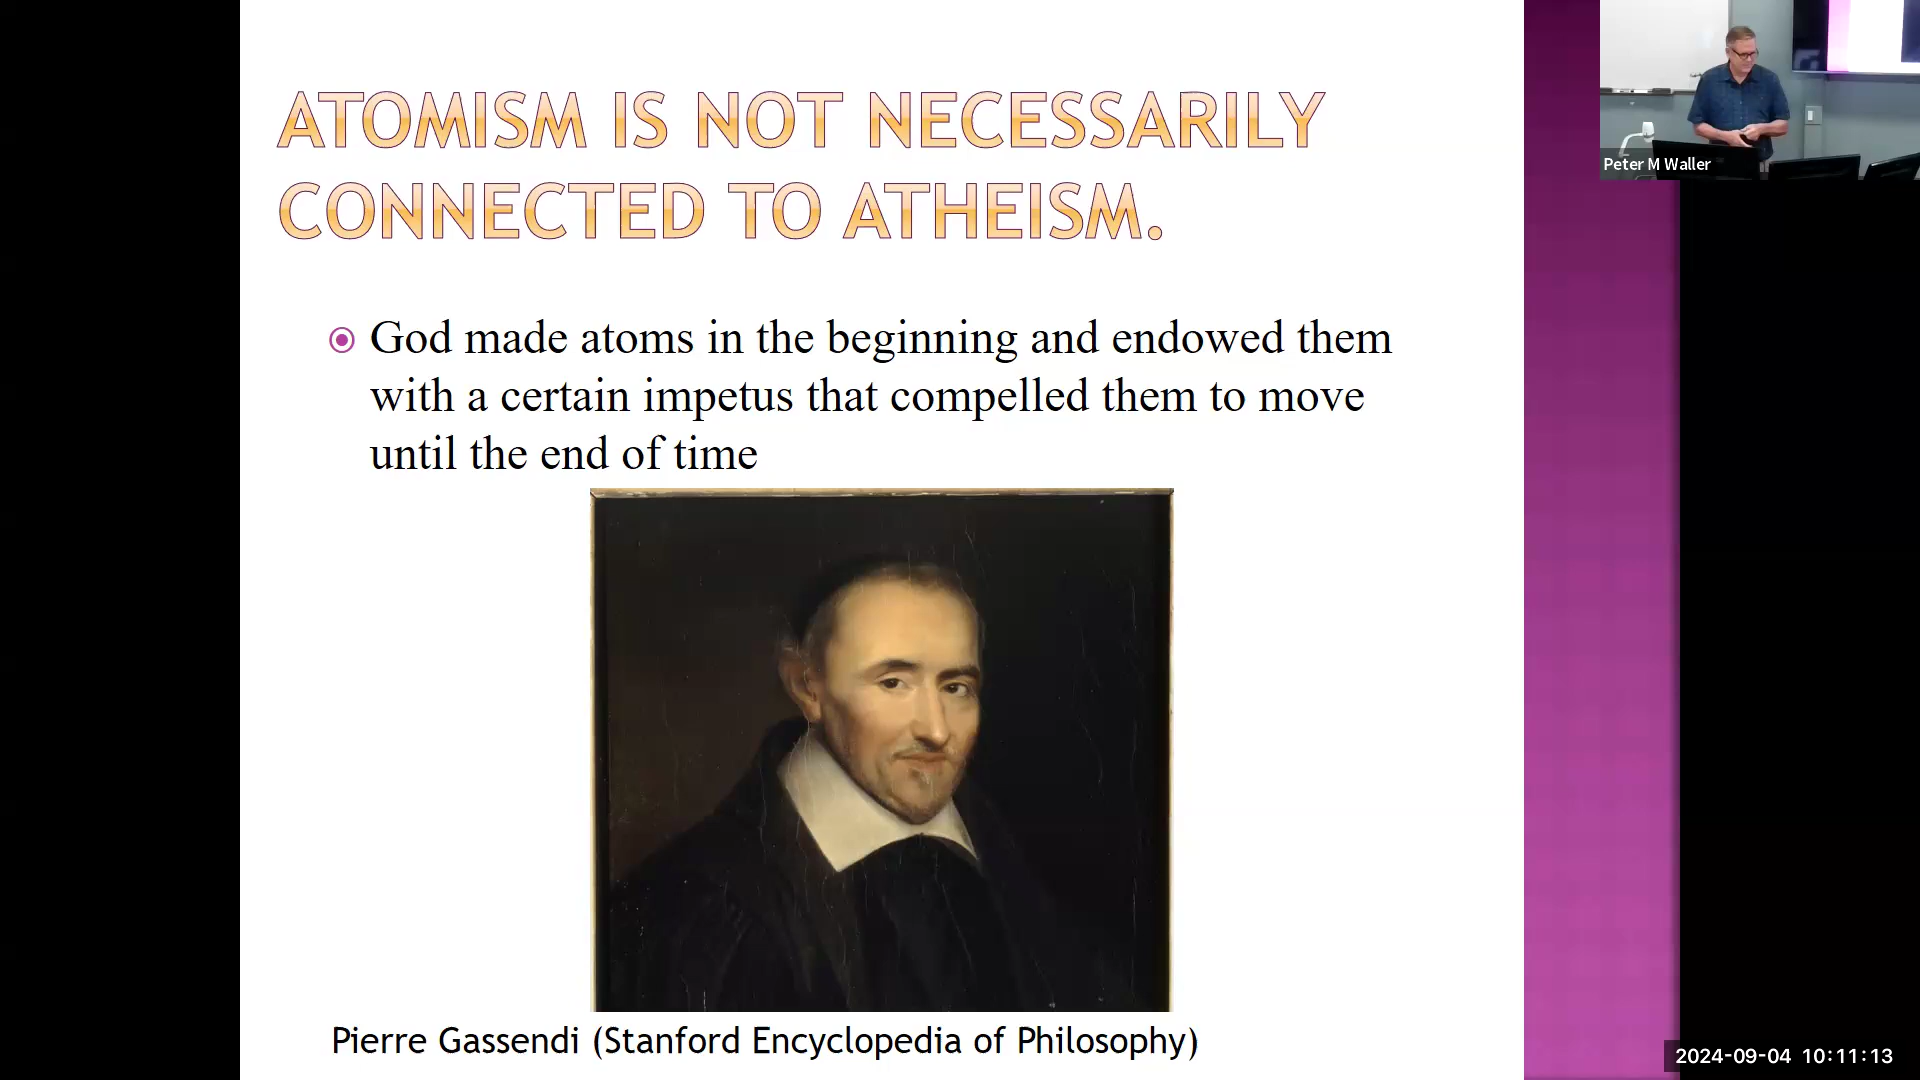 ATOMISM IS NOT NECESSARILY
CONNECTED TO ATHEISM.
God made atoms in the beginning and endowed them
with a certain impetus that compelled them to move
until the end of time
Pierre Gassendi (Stanford Encyclopedia of Philosophy)
Peter M Waller
2024-09-04 10:11:13